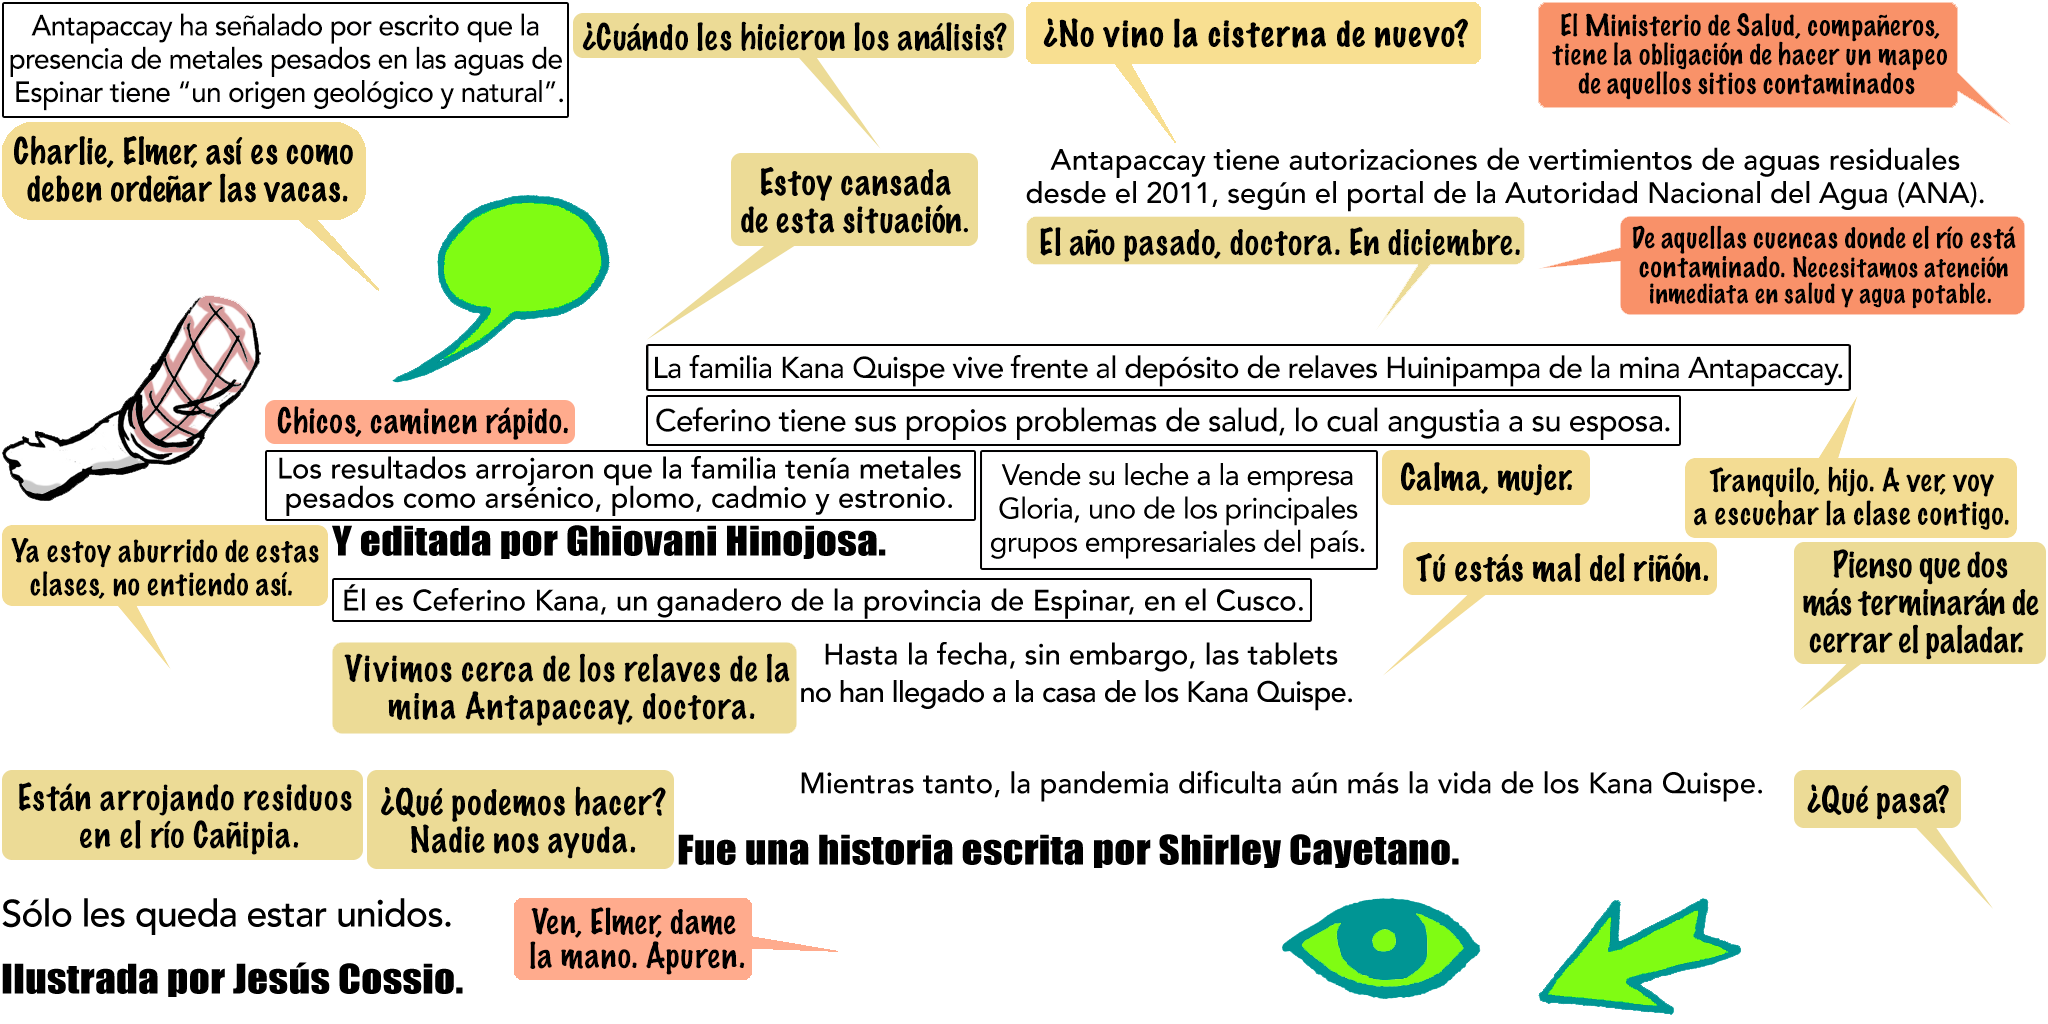 Antapaccay ha señalado por escrito que la
presencia de metales pesados en las aguas de
Espinar tiene “un origen geológico y natural”.
¿Cuándo les hicieron los análisis?
¿No vino la cisterna de nuevo?
El Ministerio de Salud, compañeros,
tiene la obligación de hacer un mapeo
de aquellos sitios contaminados
Charlie, Elmer, así es como
deben ordeñar las vacas.
Estoy cansada
de esta situación.
Antapaccay tiene autorizaciones de vertimientos de aguas residuales
desde el 2011, según el portal de la Autoridad Nacional del Agua (ANA).
El año pasado, doctora. En diciembre.
De aquellas cuencas donde el río está
contaminado. Necesitamos atención
inmediata en salud y agua potable.
La familia Kana Quispe vive frente al depósito de relaves Huinipampa de la mina Antapaccay.
Chicos, caminen rápido.
Ceferino tiene sus propios problemas de salud, lo cual angustia a su esposa.
Los resultados arrojaron que la familia tenía metales
pesados como arsénico, plomo, cadmio y estronio.
Vende su leche a la empresa
Gloria, uno de los principales
grupos empresariales del país.
Calma, mujer.
Tranquilo, hijo. A ver, voy
a escuchar la clase contigo.
Ya estoy aburrido de estas
clases, no entiendo así.
Y editada por Ghiovani Hinojosa.
Tú estás mal del riñón.
Pienso que dos
más terminarán de
cerrar el paladar.
Él es Ceferino Kana, un ganadero de la provincia de Espinar, en el Cusco.
Vivimos cerca de los relaves de la
mina Antapaccay, doctora.
Hasta la fecha, sin embargo, las tablets
no han llegado a la casa de los Kana Quispe.
Están arrojando residuos
en el río Cañipia.
¿Qué podemos hacer?
Nadie nos ayuda.
Mientras tanto, la pandemia dificulta aún más la vida de los Kana Quispe.
¿Qué pasa?
Fue una historia escrita por Shirley Cayetano.
Sólo les queda estar unidos.
Ven, Elmer, dame
la mano. Apuren.
Ilustrada por Jesús Cossio.